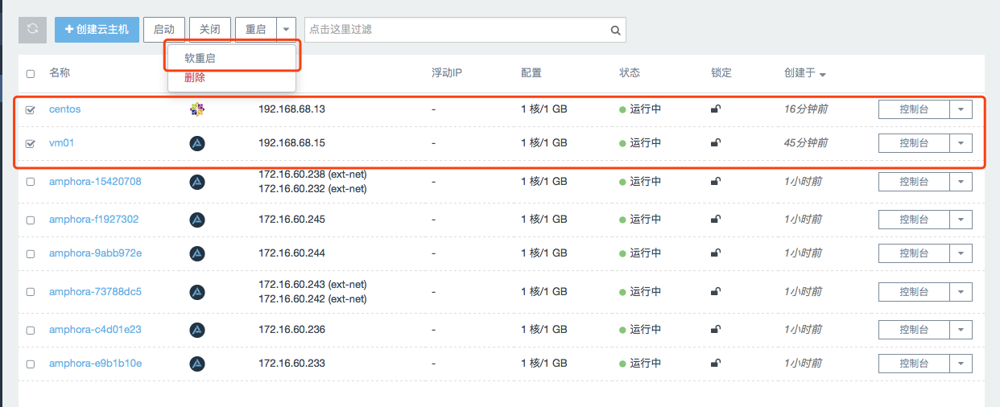 创建云主机 启动 关闭 重启 点击这里过滤
软重启
删除
名称 浮动IP 配置 状态 锁定 创建于
centos 192.168.68.13 - 1 核/1 GB 运行中 16分钟前 控制台
vm01 192.168.68.15 - 1 核/1 GB 运行中 45分钟前 控制台
amphora-15420708 172.16.60.238 (ext-net) - 1 核/1 GB 运行中 1小时前 控制台
172.16.60.232 (ext-net)
amphora-f1927302 172.16.60.245 - 1 核/1 GB 运行中 1小时前 控制台
amphora-9abb972e 172.16.60.244 - 1 核/1 GB 运行中 1小时前 控制台
amphora-73788dc5 172.16.60.243 (ext-net) - 1 核/1 GB 运行中 1小时前 控制台
172.16.60.242 (ext-net)
amphora-c4d01e23 172.16.60.236 - 1 核/1 GB 运行中 1小时前 控制台
amphora-e9b1b10e 172.16.60.233 - 1 核/1 GB 运行中 1小时前 控制台